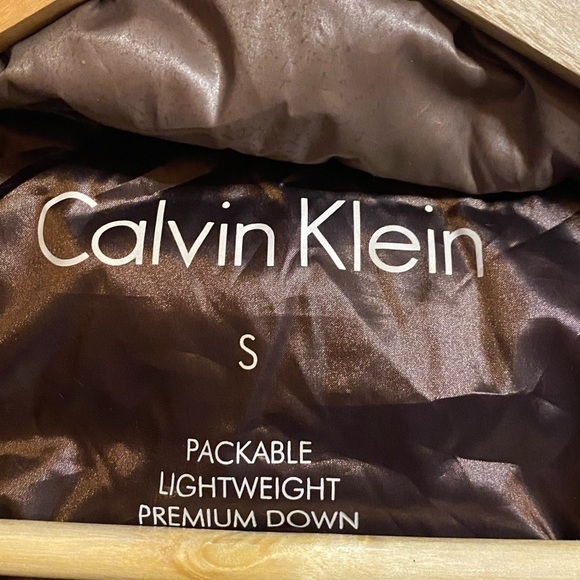 Calvin Klein
S
PACKABLE
LIGHTWEIGHT
PREMIUM DOWN